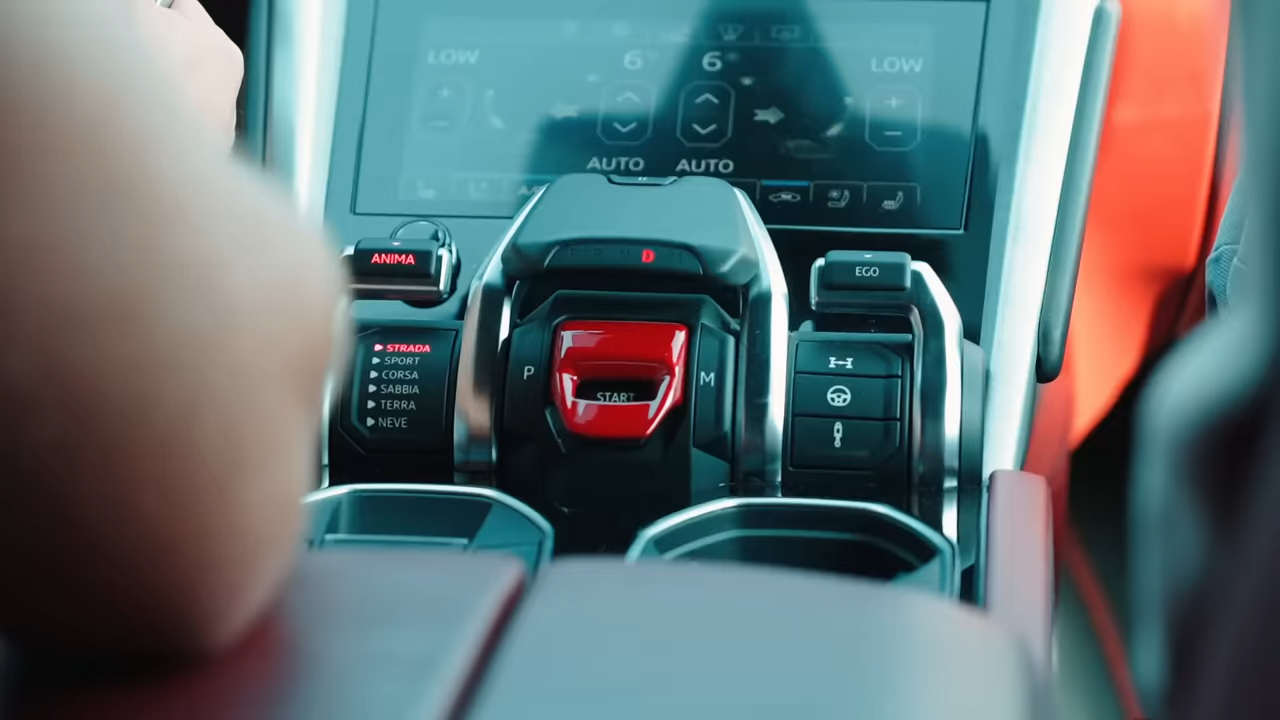 LOW 6 6 LOW
AUTO AUTO
D
ANIMA
EGO
STRADA
SPORT
CORSA
SABBIA
TERRA
NEVE
P
START
M